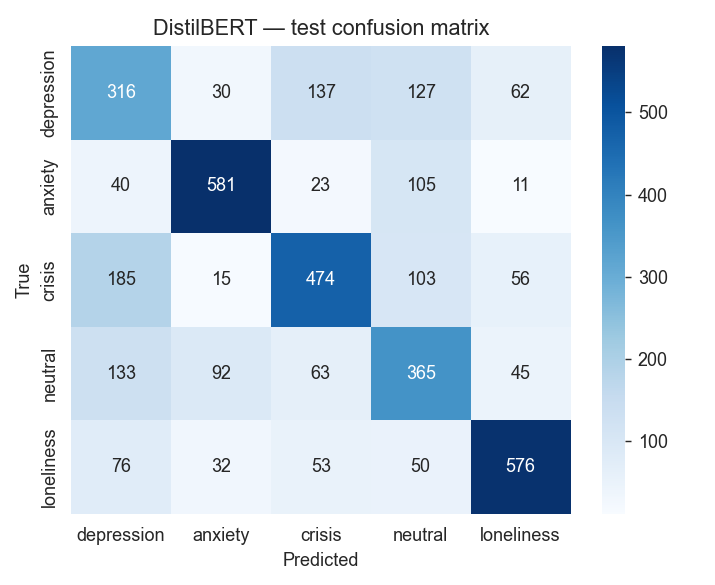 DistilBERT — test confusion matrix
depression 316 30 137 127 62
anxiety 40 581 23 105 11
crisis 185 15 474 103 56
neutral 133 92 63 365 45
loneliness 76 32 53 50 576
True
depression anxiety crisis neutral loneliness
Predicted
500
400
300
200
100